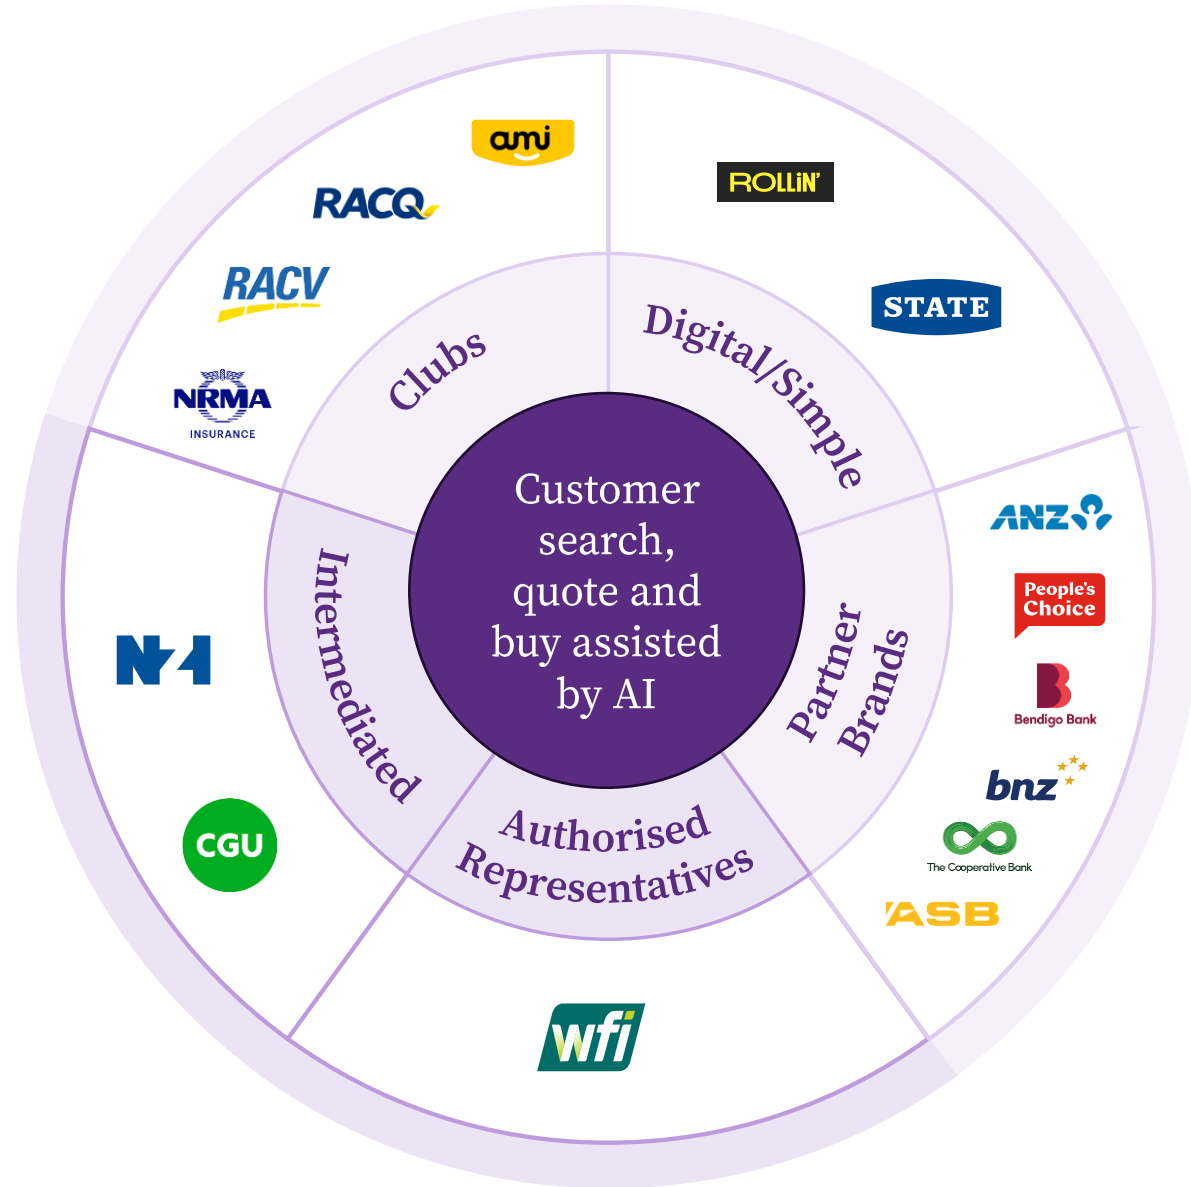 Customer
search,
quote and
buy assisted
by AI
Clubs
ami
RACQ
RACV
NRMA
INSURANCE
Digital/Simple
ROLLiN'
STATE
Partner
Brands
ANZ
People's
Choice
Bendigo Bank
bnz
The Cooperative Bank
ASB
Authorised
Representatives
wfi
Intermediated
NZI
CGU